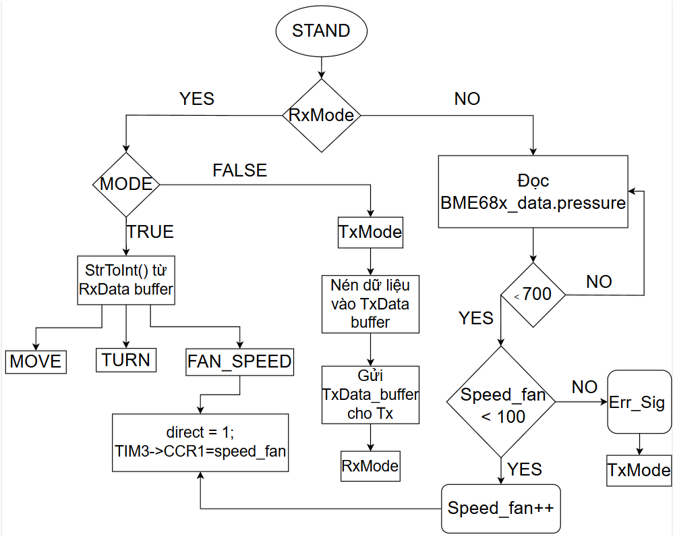 STAND
YES
RxMode
NO
MODE
FALSE
TRUE
TxMode
Đọc
BME68x_data.pressure
StrToInt() từ
RxData buffer
Nén dữ liệu
vào TxData
buffer
< 700
NO
YES
MOVE
TURN
FAN_SPEED
Gửi
TxData_buffer
cho Tx
Speed_fan
< 100
NO
Err_Sig
direct = 1;
TIM3->CCR1=speed_fan
RxMode
YES
TxMode
Speed_fan++